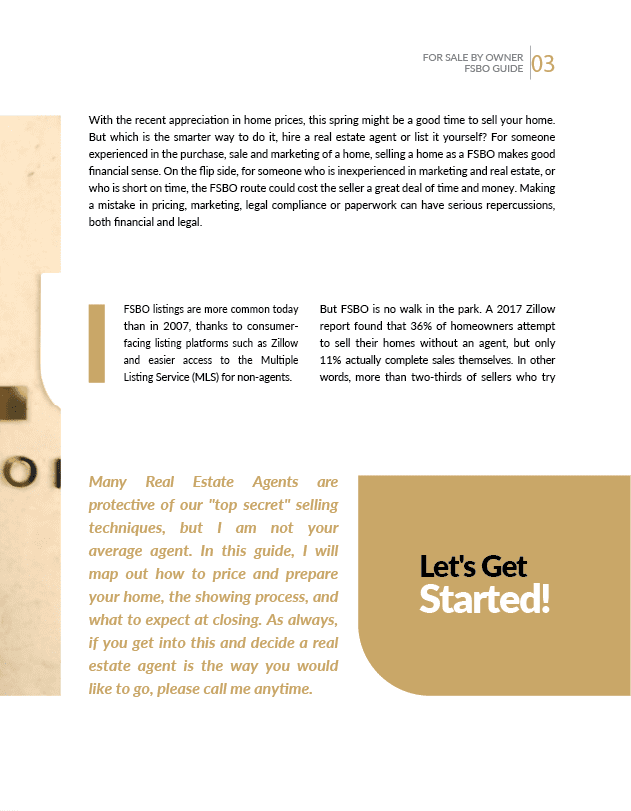 FOR SALE BY OWNER
FSBO GUIDE
03
With the recent appreciation in home prices, this spring might be a good time to sell your home.
But which is the smarter way to do it, hire a real estate agent or list it yourself? For someone
experienced in the purchase, sale and marketing of a home, selling a home as a FSBO makes good
financial sense. On the flip side, for someone who is inexperienced in marketing and real estate, or
who is short on time, the FSBO route could cost the seller a great deal of time and money. Making
a mistake in pricing, marketing, legal compliance or paperwork can have serious repercussions,
both financial and legal.
FSBO listings are more common today
than in 2007, thanks to consumer-
facing listing platforms such as Zillow
and easier access to the Multiple
Listing Service (MLS) for non-agents.
But FSBO is no walk in the park. A 2017 Zillow
report found that 36% of homeowners attempt
to sell their homes without an agent, but only
11% actually complete sales themselves. In other
words, more than two-thirds of sellers who try
Many Real Estate Agents are
protective of our "top secret" selling
techniques, but I am not your
average agent. In this guide, I will
map out how to price and prepare
your home, the showing process, and
what to expect at closing. As always,
if you get into this and decide a real
estate agent is the way you would
like to go, please call me anytime.
Let's Get
Started!